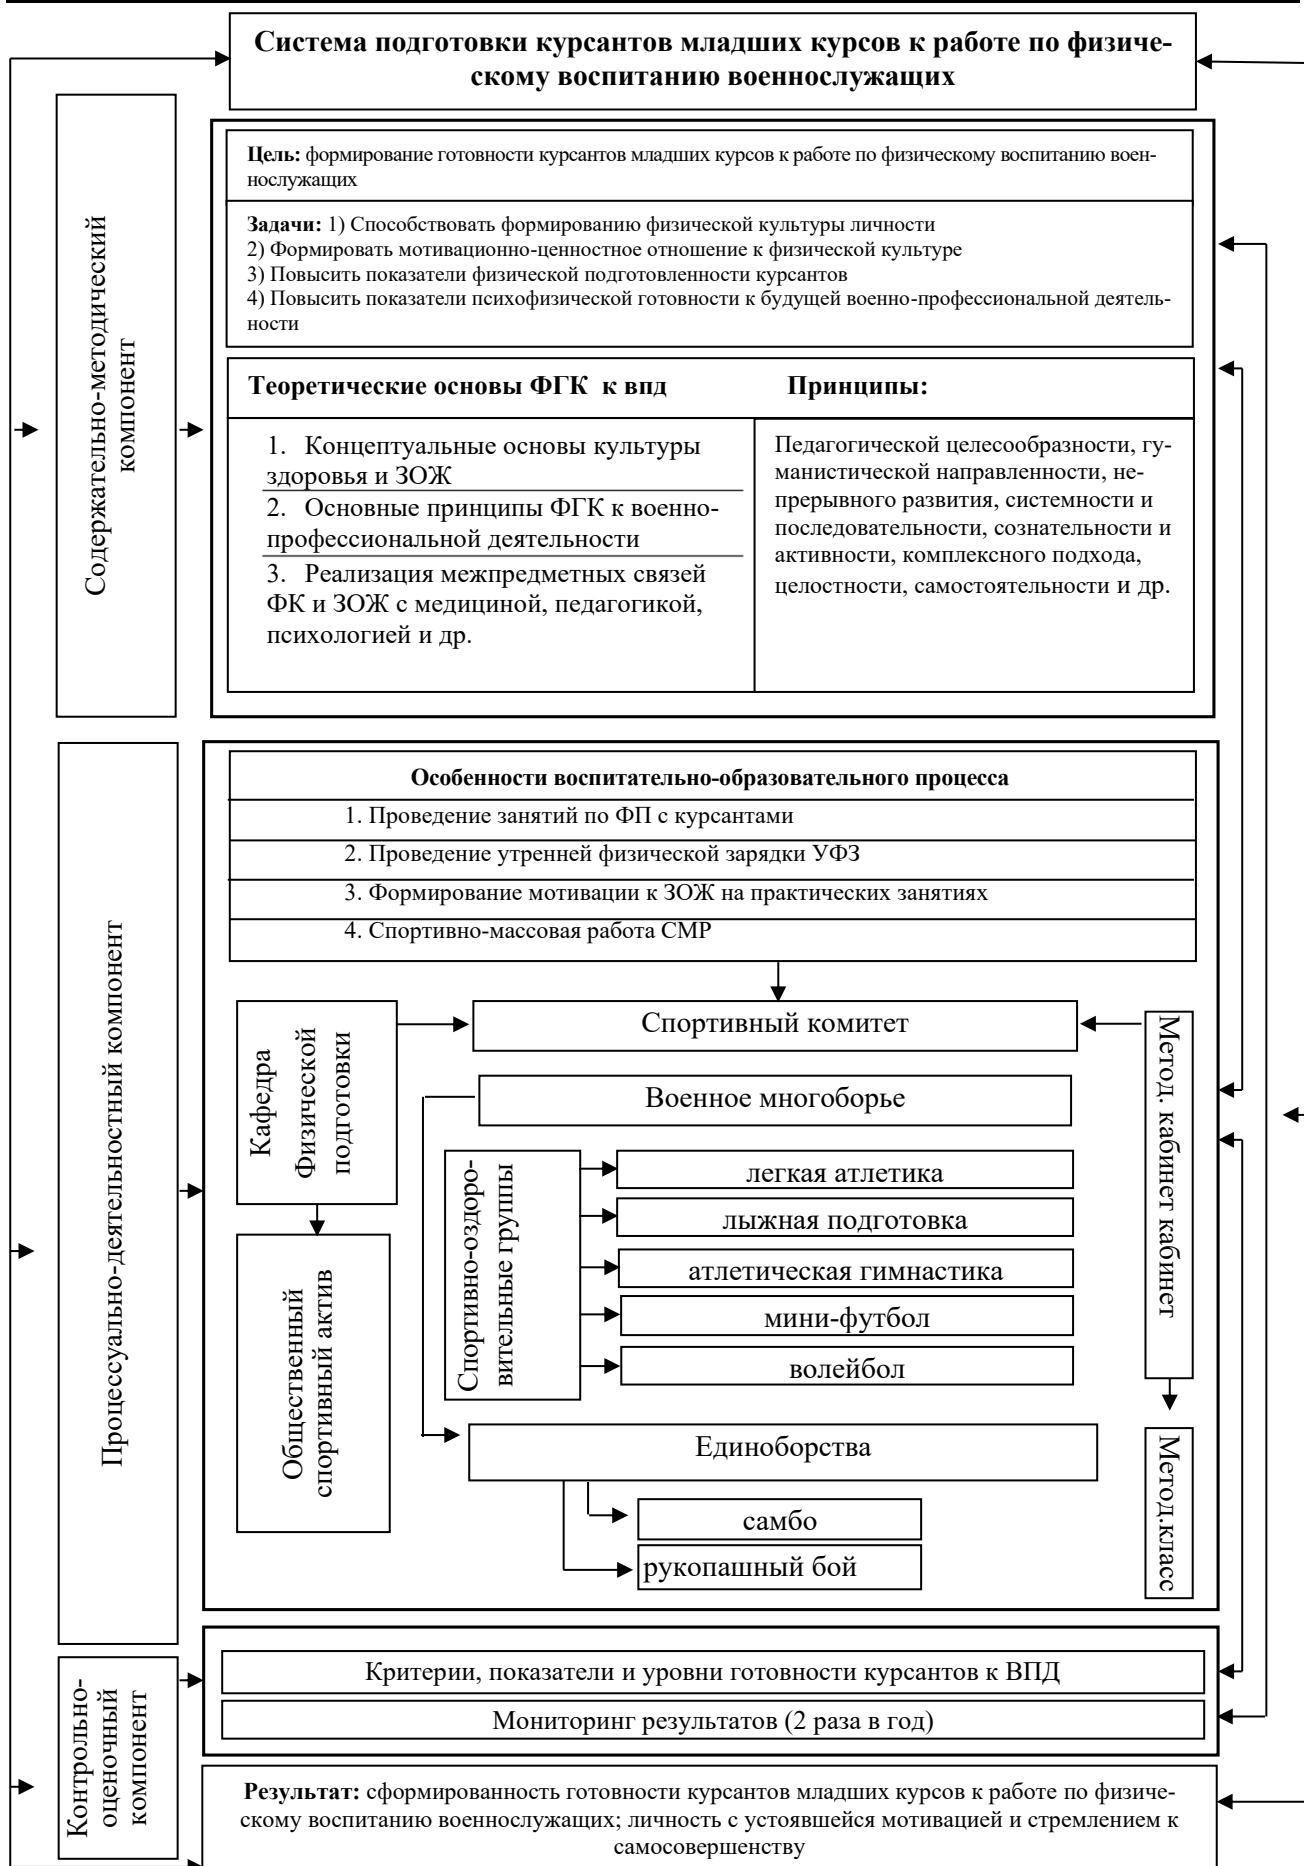 Система подготовки курсантов младших курсов к работе по физиче-
скому воспитанию военнослужащих
Содержательно-методический
компонент
Цель: формирование готовности курсантов младших курсов к работе по физическому воспитанию воен-
нослужащих
Задачи: 1) Способствовать формированию физической культуры личности
2) Формировать мотивационно-ценностное отношение к физической культуре
3) Повысить показатели физической подготовленности курсантов
4) Повысить показатели психофизической готовности к будущей военно-профессиональной деятель-
ности
Теоретические основы ФГК к впд
1. Концептуальные основы культуры
здоровья и ЗОЖ
2. Основные принципы ФГК к военно-
профессиональной деятельности
3. Реализация межпредметных связей
ФК и ЗОЖ с медициной, педагогикой,
психологией и др.
Принципы:
Педагогической целесообразности, гу-
манистической направленности, не-
прерывного развития, системности и
последовательности, сознательности и
активности, комплексного подхода,
целостности, самостоятельности и др.
Процессуально-деятельностный компонент
Особенности воспитательно-образовательного процесса
1. Проведение занятий по ФП с курсантами
2. Проведение утренней физической зарядки УФЗ
3. Формирование мотивации к ЗОЖ на практических занятиях
4. Спортивно-массовая работа СМР
Кафедра
Физической
подготовки
Общественный
спортивный актив
Спортивный комитет
Военное многоборье
Спортивно-оздоро-
вительные группы
легкая атлетика
лыжная подготовка
атлетическая гимнастика
мини-футбол
волейбол
Единоборства
самбо
рукопашный бой
Метод. кабинет кабинет
Метод.класс
Контрольно-
оценочный
компонент
Критерии, показатели и уровни готовности курсантов к ВПД
Мониторинг результатов (2 раза в год)
Результат: сформированность готовности курсантов младших курсов к работе по физиче-
скому воспитанию военнослужащих; личность с устоявшейся мотивацией и стремлением к
самосовершенству